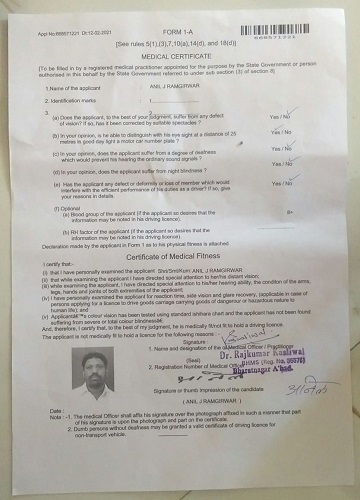 Appl No:666571221 Dt:12-02-2021
FORM 1-A
666571221
[See rules 5(1),(3),7,10(a),14(d), and 18(d)]
MEDICAL CERTIFICATE
[To be filled in by a registered medical practitioner appointed for the purpose by the State Government or person
authorised in this behalf by the State Government referred to under sub section (3) of section 8]
1.Name of the applicant : ANIL J RAMGIRWAR
2. Identification marks 1.
2.
3.
(a) Does the applicant, to the best of your judgment, suffer from any defect Yes / No
of vision? If so, has it been corrected by suitable spectacles ?
(b) In your opinion, is he able to distinguish with his eye sight at a distance of 25 Yes / No
metres in good day light a motor car number plate ?
(c) In your opinion, does the applicant suffer from a degree of deafness Yes / No
which would prevent his hearing the ordinary sound signals ?
(d) In your opinion, does the applicant suffer from night blindness ? Yes / No
(e) Has the applicant any defect or deformity or loss of member which would Yes / No
interfere with the efficient performance of his duties as a driver? If so, give
your reasons in details
(f) Optional
(a) Blood group of the applicant (if the applicant so desires that the B+
information may be noted in his driving licence).
(b) RH factor of the applicant (if the applicant so desires that the
information may be noted in his driving licence).
Declaration made by the applicant in Form 1 as to his physical fitness is attached
Certificate of Medical Fitness
I certify that:-
(i) that I have personally examined the applicant Shri/Smt/Kum ANIL J RAMGIRWAR
(ii) that while examining the applicant I have directed special attention to her/his distant vision;
(iii) while examining the applicant, I have directed special attention to his/her hearing ability, the condition of the arms,
legs, hands and joints of both extremities of the applicant;
(iv) I have personally examined the applicant for reaction time, side vision and glare recovery, (applicable in case of
persons applying for a licence to drive goods carriage carrying goods of dangerous or hazardous nature to
human life); and
suffering from severe or total colour
And, therefore, I certify that, to the best of my judgment, he is medically fit/not fit to hold a driving licence.
The applicant is not medically fit to hold a licence for the following reasons :-
Signature :
1. Name and designation of the Medical Officer / Practitioner
Dr. Rajkumar
(Seal)
2. Registration Number of Medical Officer
BHMS (Reg. No.
Bharatnagar A'bad.
Signature or thumb impression of the candidate
( ANIL J RAMGIRWAR )
Date :
Note :- 1. The medical Officer shall affix his signature over the photograph affixed in such a manner that part
of his signature is upon the photograph and part on the certificate.
2. Dumb persons without deafness may be granted a valid certificate of driving licence for
non-transport vehicle.